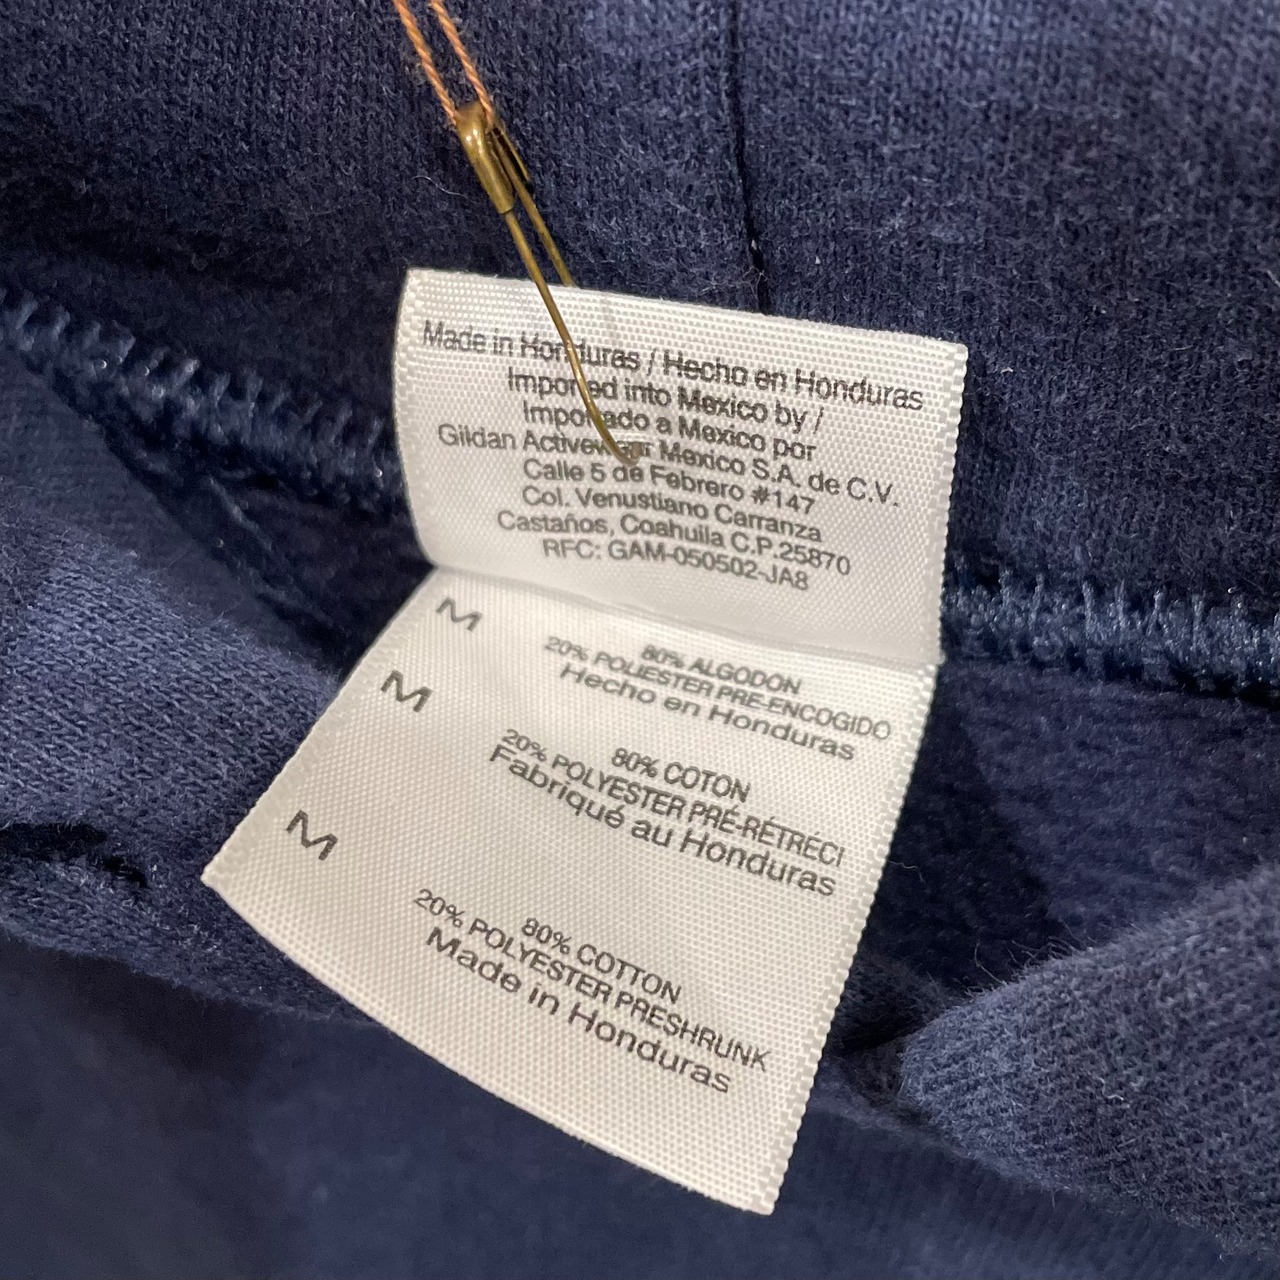 Made in Honduras / Hecho en Honduras
Imported into Mexico by /
Importado a Mexico por
Gildan Activewear Mexico S.A. de C.V.
Calle 5 de Febrero #147
Col. Venustiano Carranza
Castaños, Coahuila C.P.25870
RFC: GAM-050502-JA8
M
80% ALGODON
20% POLIESTER PRE-ENCOGIDO
Hecho en Honduras
M
80% COTON
20% POLYESTER PRÉ-RÉTRÉCI
Fabriqué au Honduras
M
80% COTTON
20% POLYESTER PRESHRUNK
Made in Honduras